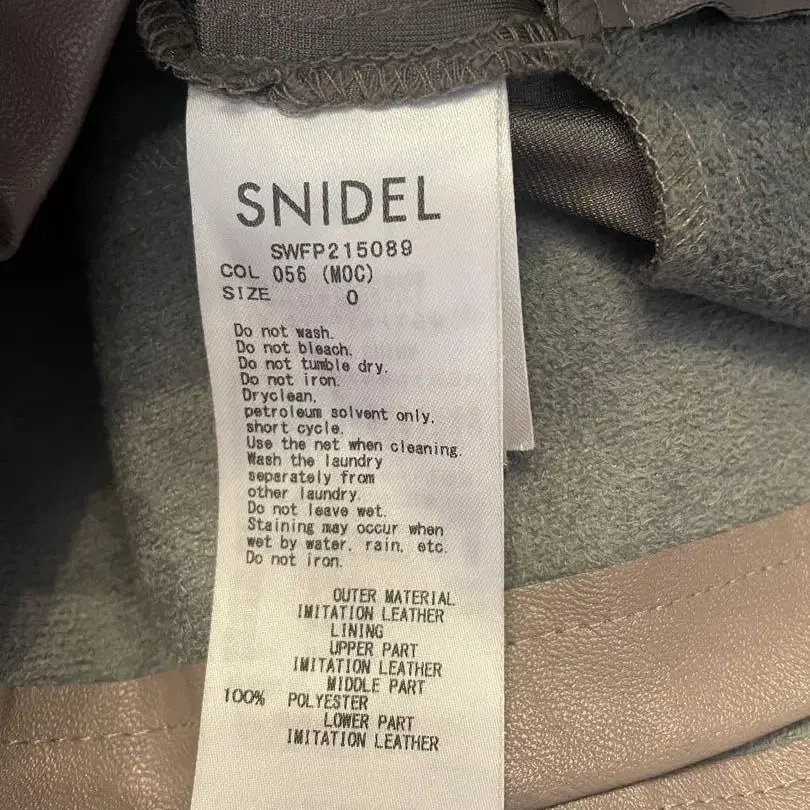 SNIDEL
SWFP215089
COL 056 (MOC)
SIZE 0
Do not wash.
Do not bleach.
Do not tumble dry.
Do not iron.
Dryclean,
petroleum solvent only,
short cycle.
Use the net when cleaning.
Wash the laundry
separately from
other laundry.
Do not leave wet.
Staining may occur when
wet by water, rain, etc.
Do not iron.
OUTER MATERIAL
IMITATION LEATHER
LINING
UPPER PART
IMITATION LEATHER
MIDDLE PART
100% POLYESTER
LOWER PART
IMITATION LEATHER